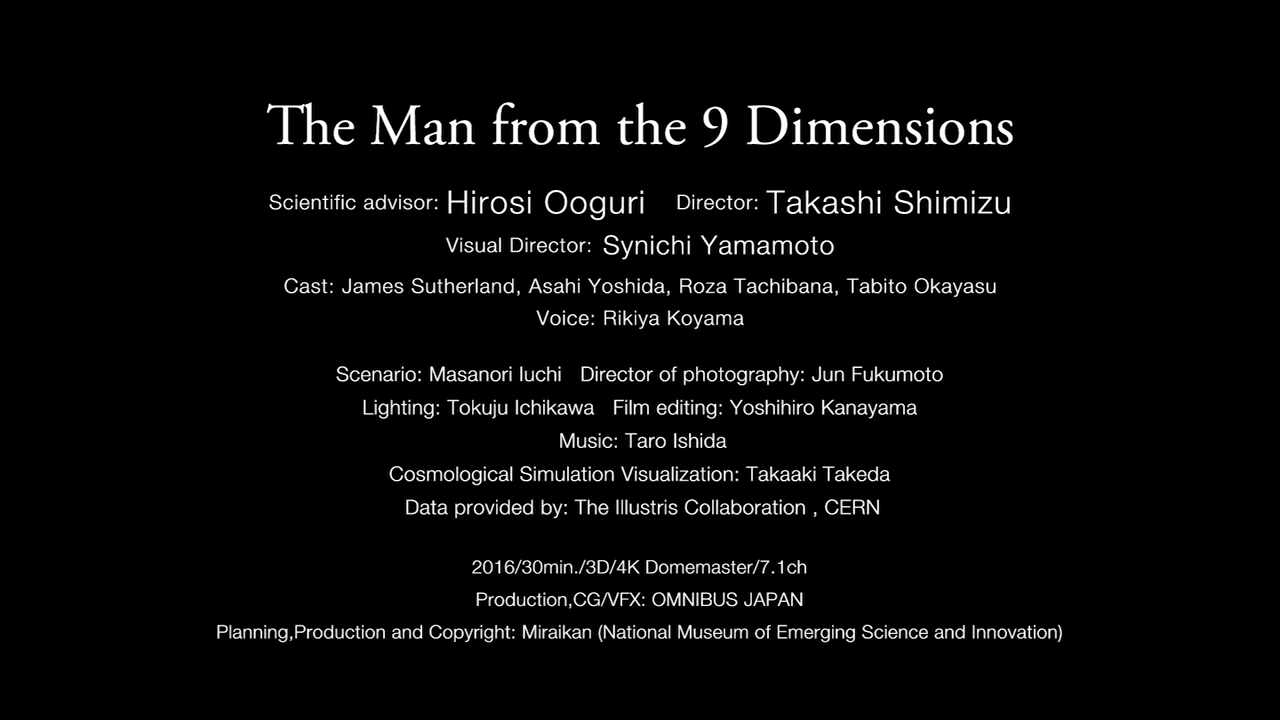 The Man from the 9 Dimensions
Scientific advisor: Hirosi Ooguri Director: Takashi Shimizu
Visual Director: Synichi Yamamoto
Cast: James Sutherland, Asahi Yoshida, Roza Tachibana, Tabito Okayasu
Voice: Rikiya Koyama
Scenario: Masanori Iuchi Director of photography: Jun Fukumoto
Lighting: Tokuju Ichikawa Film editing: Yoshihiro Kanayama
Music: Taro Ishida
Cosmological Simulation Visualization: Takaaki Takeda
Data provided by: The Illustris Collaboration , CERN
2016/30min./3D/4K Domemaster/7.1ch
Production,CG/VFX: OMNIBUS JAPAN
Planning,Production and Copyright: Miraikan (National Museum of Emerging Science and Innovation)